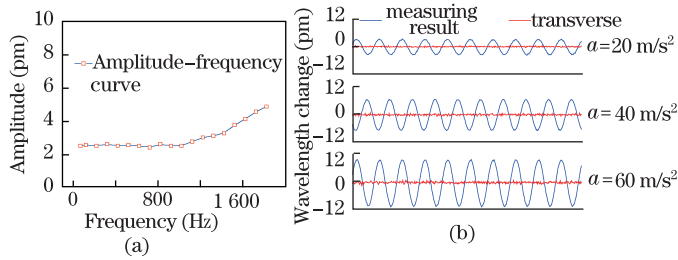 10
8
6
4
2
0
Amplitude (pm)
Amplitude-frequency
curve
0
800
1 600
Frequency (Hz)
(a)
measuring
result
transverse
Wavelength change (pm)
12
0
−12
a=20 m/s²
12
0
−12
a=40 m/s²
12
0
−12
a=60 m/s²
(b)